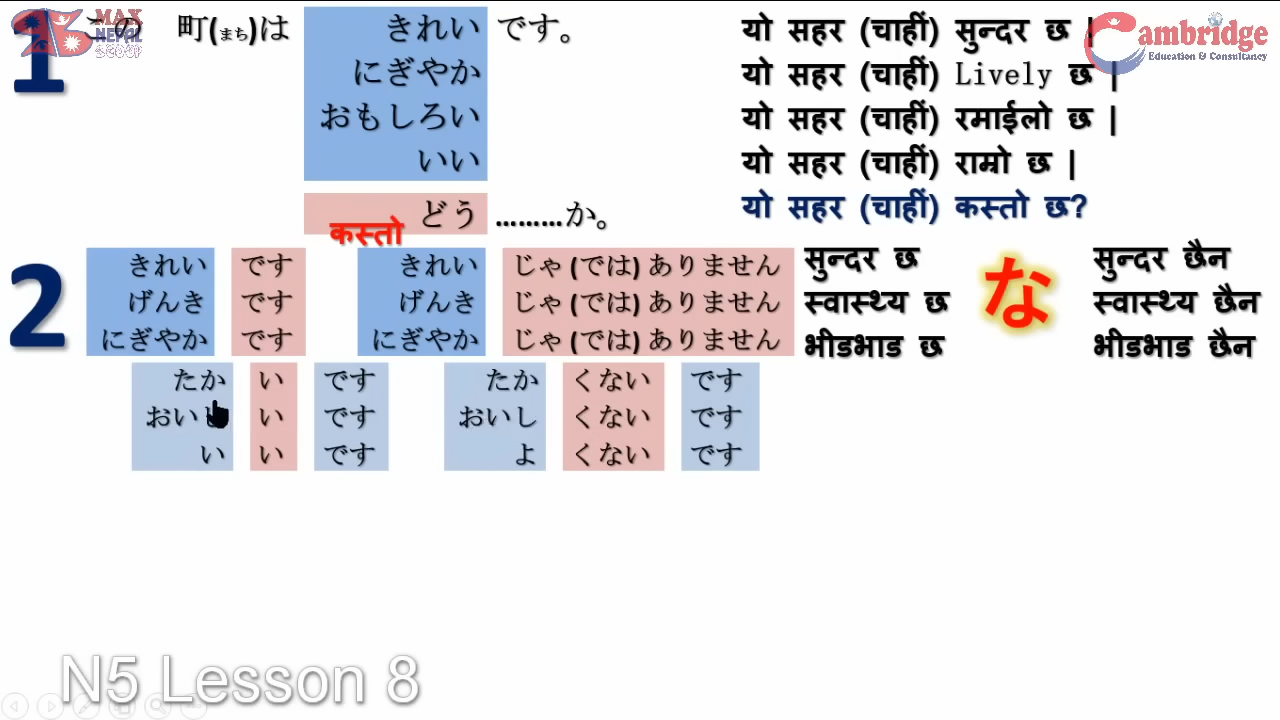 1 この 町(まち)は きれい です。 यो सहर (चाहीं) सुन्दर छ |
にぎやか यो सहर (चाहीं) Lively छ |
おもしろい यो सहर (चाहीं) रमाईलो छ |
いい यो सहर (चाहीं) राम्रो छ |
कस्तो どう ………か。 यो सहर (चाहीं) कस्तो छ?
MAX NEPAL SCOOP
Cambridge
Education & Consultancy
2
きれい です きれい じゃ (では) ありません सुन्दर छ な सुन्दर छैन
げんき です げんき じゃ (では) ありません स्वास्थ्य छ स्वास्थ्य छैन
にぎやか です にぎやか じゃ (では) ありません भीडभाड छ भीडभाड छैन
たか い です たか くない です
おいし い です おいし くない です
い い です よ くない です
N5 Lesson 8